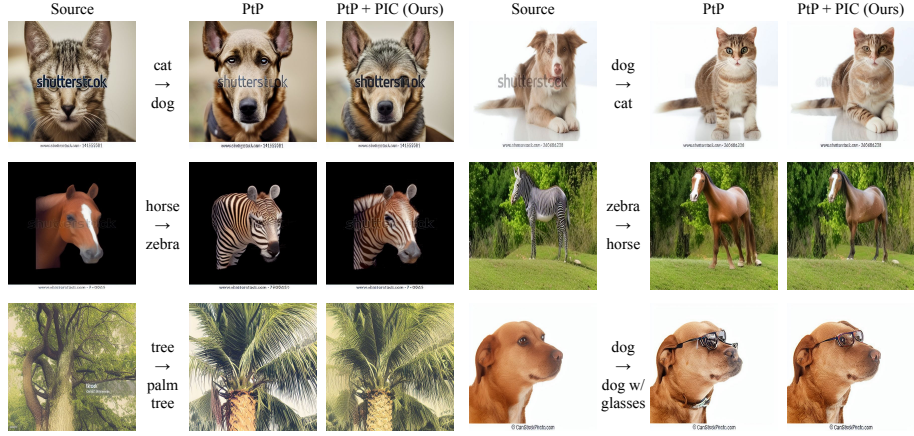 Source PtP PtP + PIC (Ours) Source PtP PtP + PIC (Ours)
cat
→
dog
dog
→
cat
shutterstock shutterstock shutterstock shutterstock
horse
→
zebra
zebra
→
horse
tree
→
palm
tree
dog
→
dog w/
glasses
© CanStockPhoto.com © CanStockPhoto.com © CanStockPhoto.com